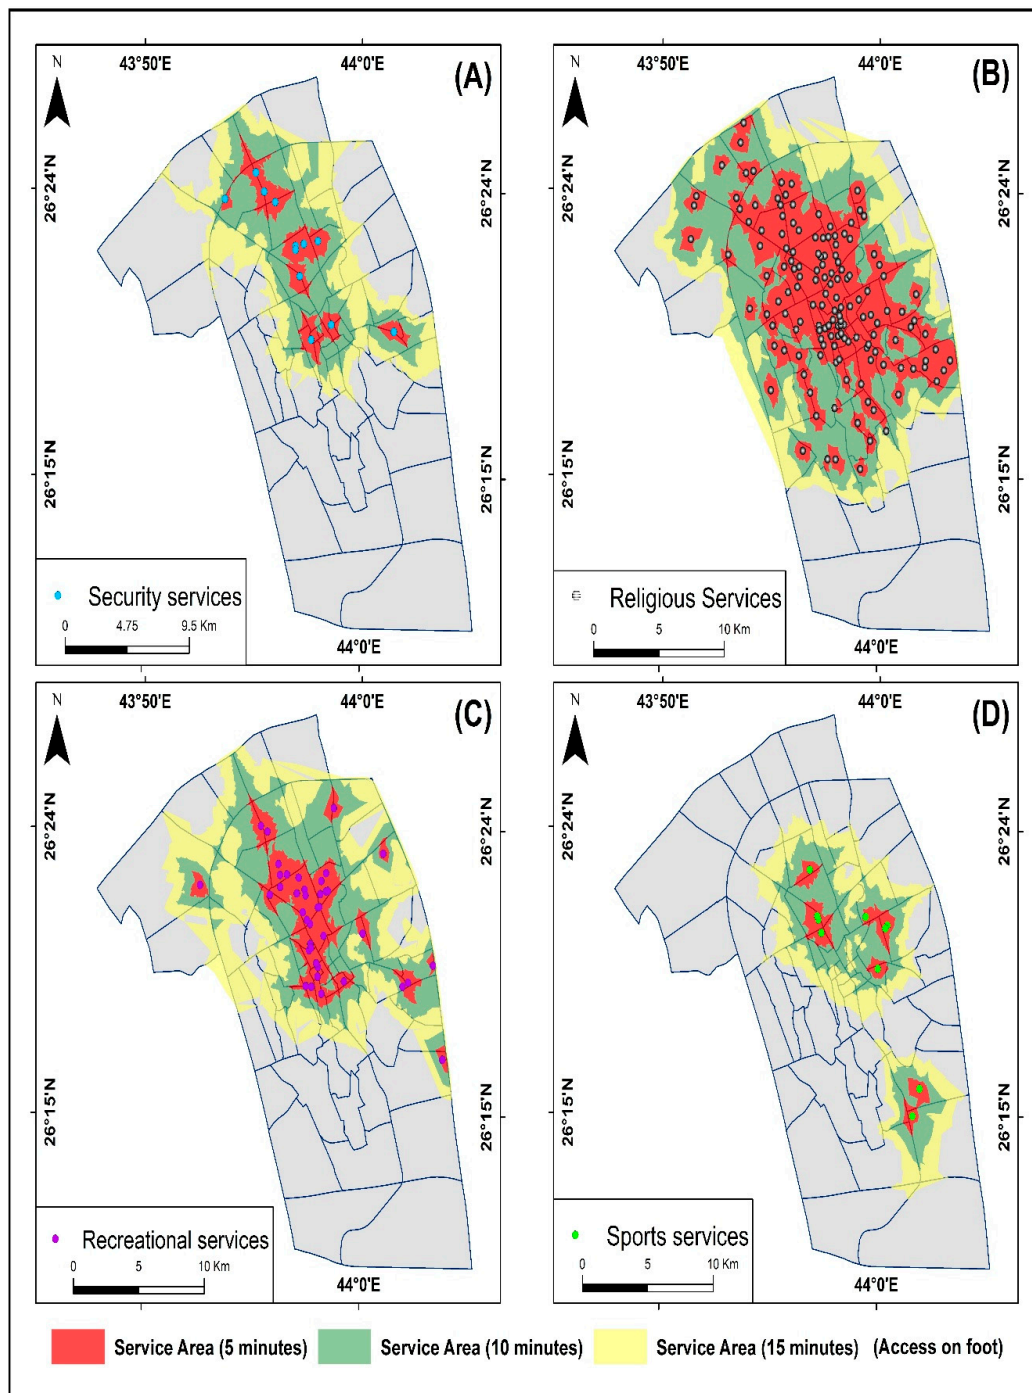 N
43°50'E
44°0'E
(A)
26°24'N
26°24'N
26°15'N
26°15'N
Security services
0 4.75 9.5 Km
44°0'E
N
43°50'E
44°0'E
(B)
26°24'N
26°24'N
26°15'N
26°15'N
Religious Services
0 5 10 Km
44°0'E
N
43°50'E
44°0'E
(C)
26°24'N
26°24'N
26°15'N
26°15'N
Recreational services
0 5 10 Km
44°0'E
N
43°50'E
44°0'E
(D)
26°24'N
26°24'N
26°15'N
26°15'N
Sports services
0 5 10 Km
44°0'E
Service Area (5 minutes) Service Area (10 minutes) Service Area (15 minutes) (Access on foot)